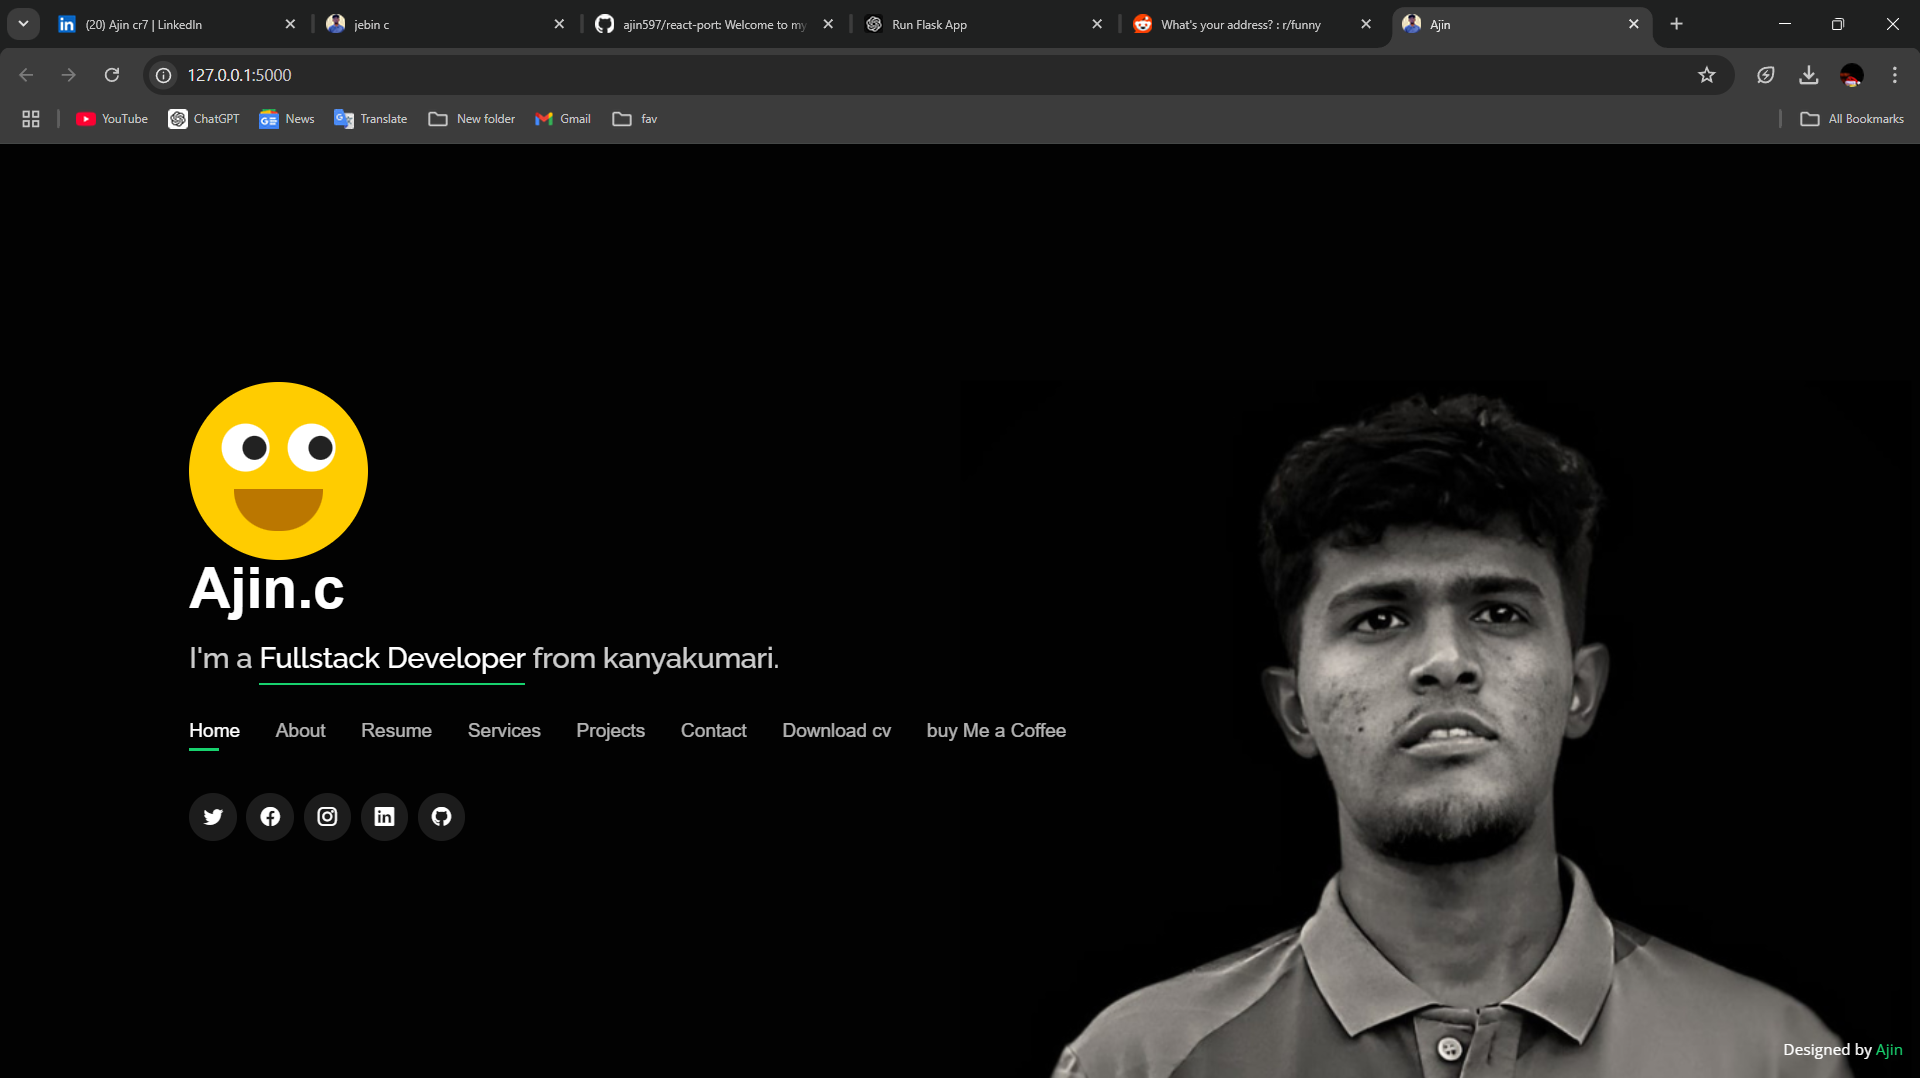 (20) Ajin cr7 | LinkedIn
jebin c
ajin597/react-port: Welcome to my
Run Flask App
What's your address? : r/funny
Ajin
127.0.0.1:5000
YouTube
ChatGPT
News
Translate
New folder
Gmail
fav
All Bookmarks
Ajin.c
I'm a Fullstack Developer from kanyakumari.
Home About Resume Services Projects Contact Download cv buy Me a Coffee
Designed by Ajin